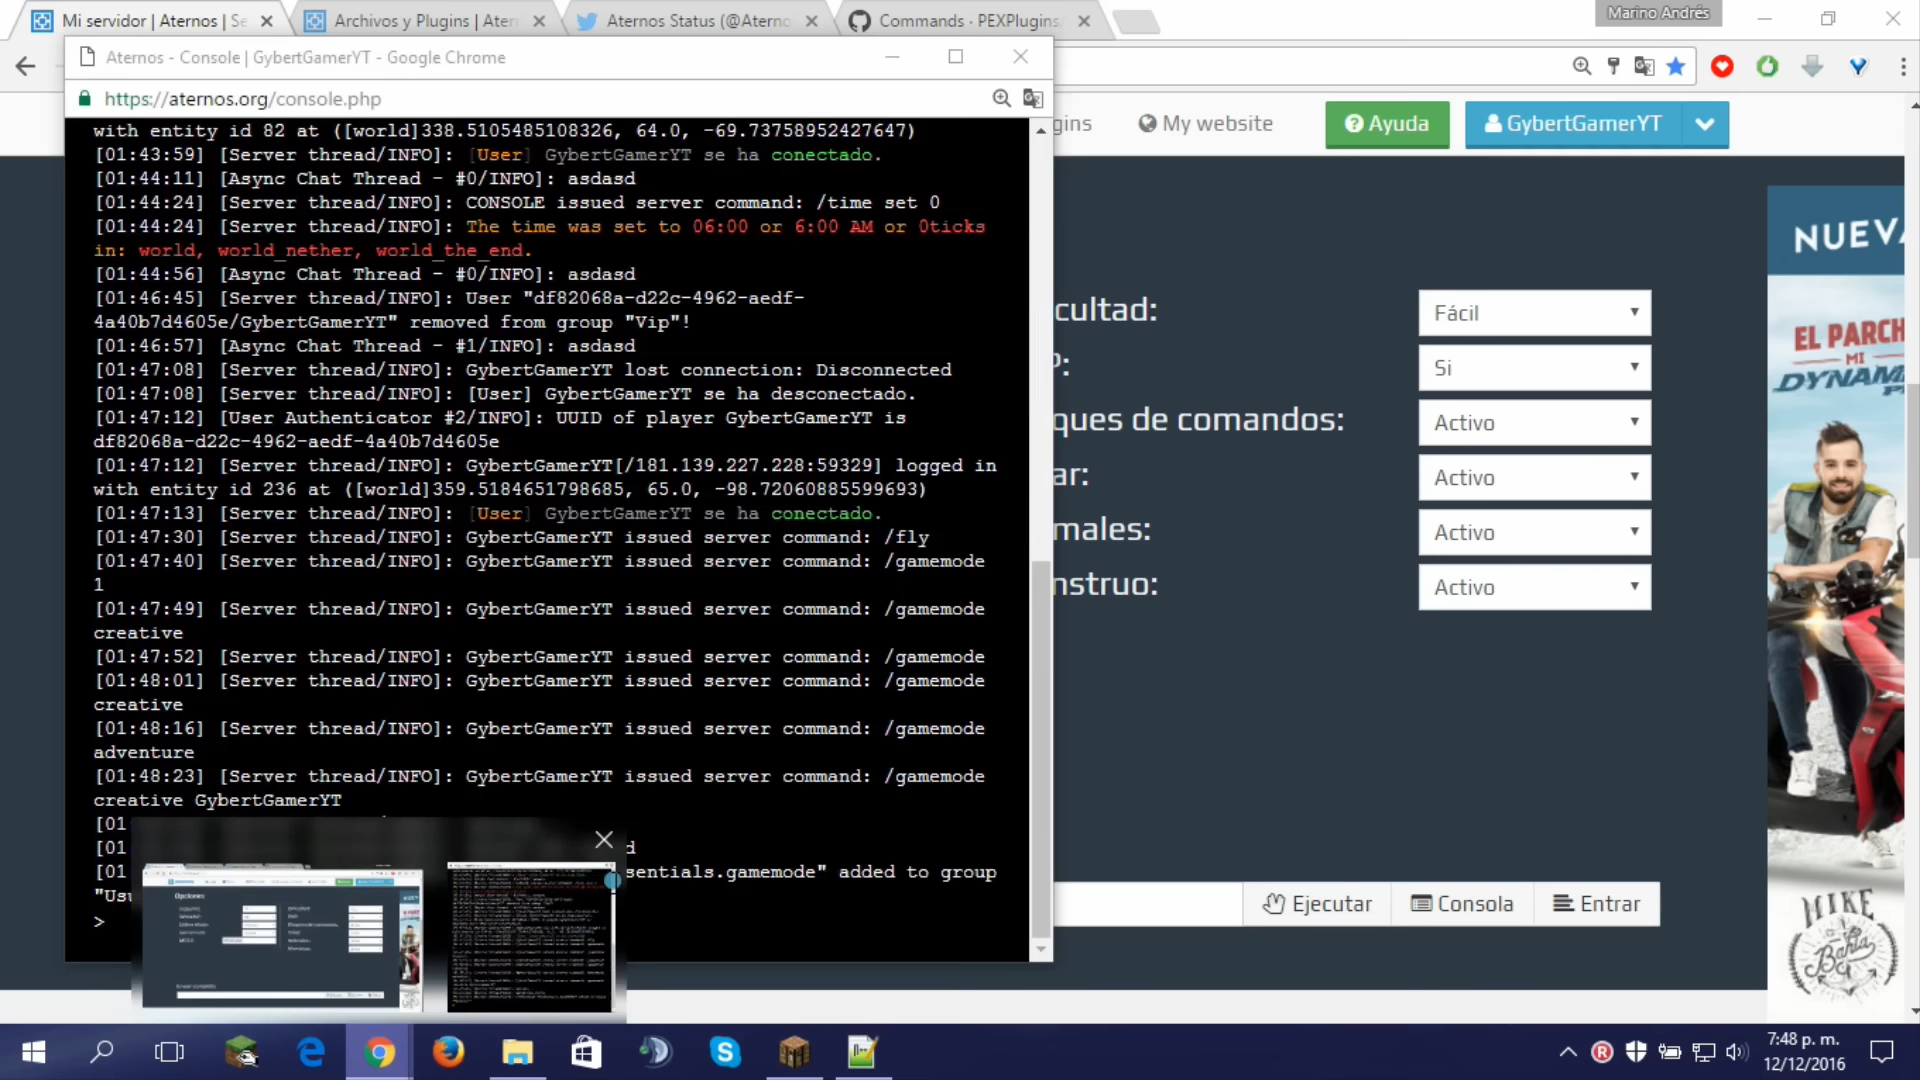 Mi servidor | Aternos | Se
Archivos y Plugins | Ater
Aternos Status (@Aterno
Commands · PEXPlugins/
Marino Andrés
Aternos - Console | GybertGamerYT - Google Chrome
https://aternos.org/console.php
gins
My website
Ayuda
GybertGamerYT
with entity id 82 at ([world]338.5105485108326, 64.0, -69.73758952427647)
[01:43:59] [Server thread/INFO]: [User] GybertGamerYT se ha conectado.
[01:44:11] [Async Chat Thread - #0/INFO]: asdasd
[01:44:24] [Server thread/INFO]: CONSOLE issued server command: /time set 0
[01:44:24] [Server thread/INFO]: The time was set to 06:00 or 6:00 AM or 0ticks
in: world, world_nether, world_the_end.
[01:44:56] [Async Chat Thread - #0/INFO]: asdasd
[01:46:45] [Server thread/INFO]: User "df82068a-d22c-4962-aedf-
4a40b7d4605e/GybertGamerYT" removed from group "Vip"!
[01:46:57] [Async Chat Thread - #1/INFO]: asdasd
[01:47:08] [Server thread/INFO]: GybertGamerYT lost connection: Disconnected
[01:47:08] [Server thread/INFO]: [User] GybertGamerYT se ha desconectado.
[01:47:12] [User Authenticator #2/INFO]: UUID of player GybertGamerYT is
df82068a-d22c-4962-aedf-4a40b7d4605e
[01:47:12] [Server thread/INFO]: GybertGamerYT[/181.139.227.228:59329] logged in
with entity id 236 at ([world]359.5184651798685, 65.0, -98.72060885599693)
[01:47:13] [Server thread/INFO]: [User] GybertGamerYT se ha conectado.
[01:47:30] [Server thread/INFO]: GybertGamerYT issued server command: /fly
[01:47:40] [Server thread/INFO]: GybertGamerYT issued server command: /gamemode
1
[01:47:49] [Server thread/INFO]: GybertGamerYT issued server command: /gamemode
creative
[01:47:52] [Server thread/INFO]: GybertGamerYT issued server command: /gamemode
[01:48:01] [Server thread/INFO]: GybertGamerYT issued server command: /gamemode
creative
[01:48:16] [Server thread/INFO]: GybertGamerYT issued server command: /gamemode
adventure
[01:48:23] [Server thread/INFO]: GybertGamerYT issued server command: /gamemode
creative GybertGamerYT
[01
[01 d
[01 sentials.gamemode" added to group
"Usu
>
Opciones
cultad:
Fácil
P:
Si
ques de comandos:
Activo
ar:
Activo
males:
Activo
nstruo:
Activo
Ejecutar
Consola
Entrar
NUEVA
EL PARCH
MI
DYNAM
MIKE
Bahía
7:48 p. m.
12/12/2016